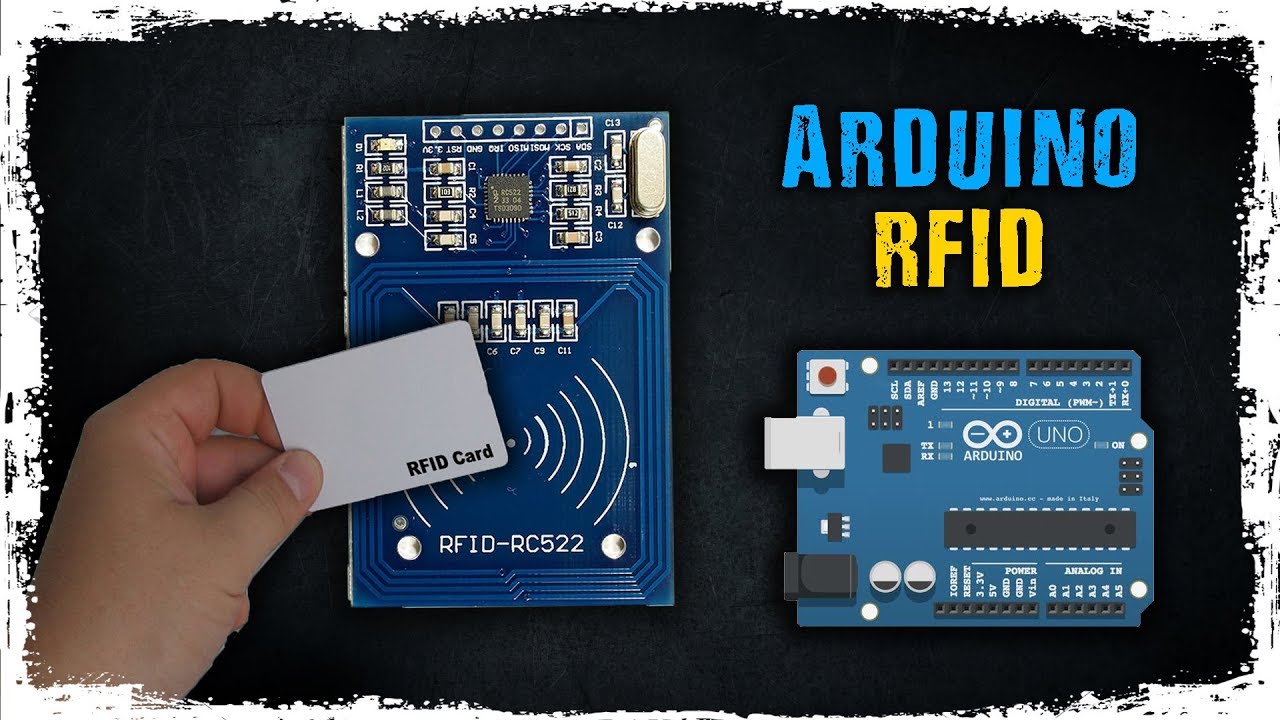 ARDUINO
RFID
C13
D1
R1
L1
L2
3.3V RST GND IRQ MISO MOSI SCK SDA
C1
R2
C4
C5
RC522
33 04
C2
R3
R4
C3
C12
C6 C7 C9 C11
RFID Card
RFID-RC522
SCL
SDA
AREF
GND
13
12
~11
~10
~9
8
7
~6
~5
4
~3
2
TX→1
RX←0
DIGITAL (PWM~)
L
TX
RX
ARDUINO
UNO
ON
www.arduino.cc - made in Italy
IOREF
RESET
3.3V
5V
GND
GND
Vin
POWER
ANALOG IN
A0
A1
A2
A3
A4
A5